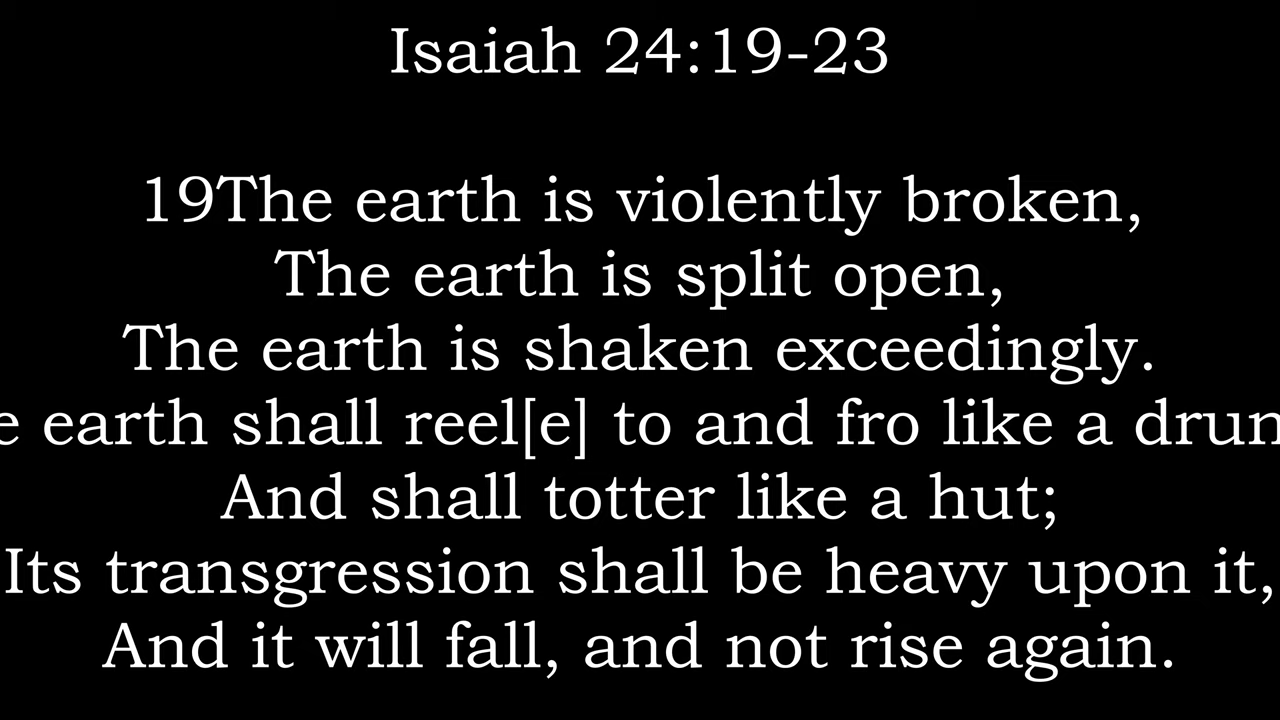 Isaiah 24:19-23
19The earth is violently broken,
The earth is split open,
The earth is shaken exceedingly.
earth shall reel[e] to and fro like a
And shall totter like a hut;
Its transgression shall be heavy upon it,
And it will fall, and not rise again.